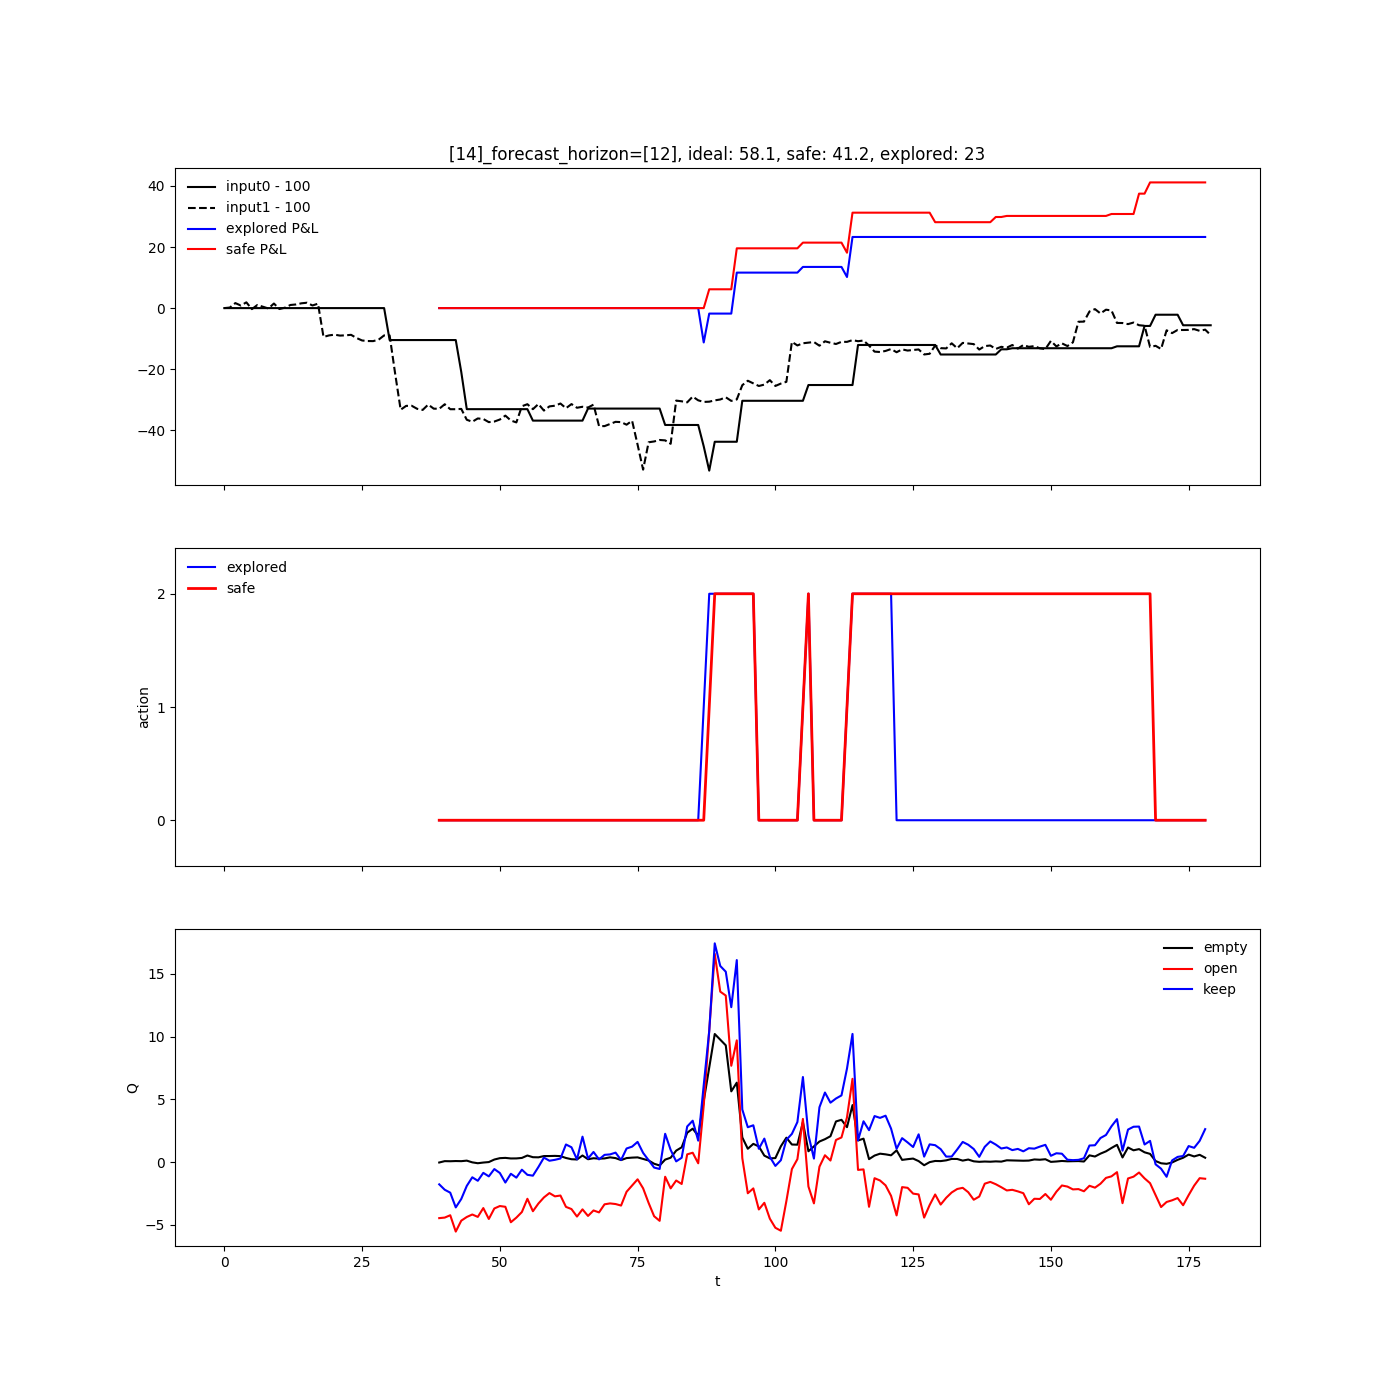 [14]_forecast_horizon=[12], ideal: 58.1, safe: 41.2, explored: 23
input0 - 100
input1 - 100
explored P&L
safe P&L
40
20
0
−20
−40
explored
safe
action
2
1
0
empty
open
keep
Q
15
10
5
0
−5
0 25 50 75 100 125 150 175
t